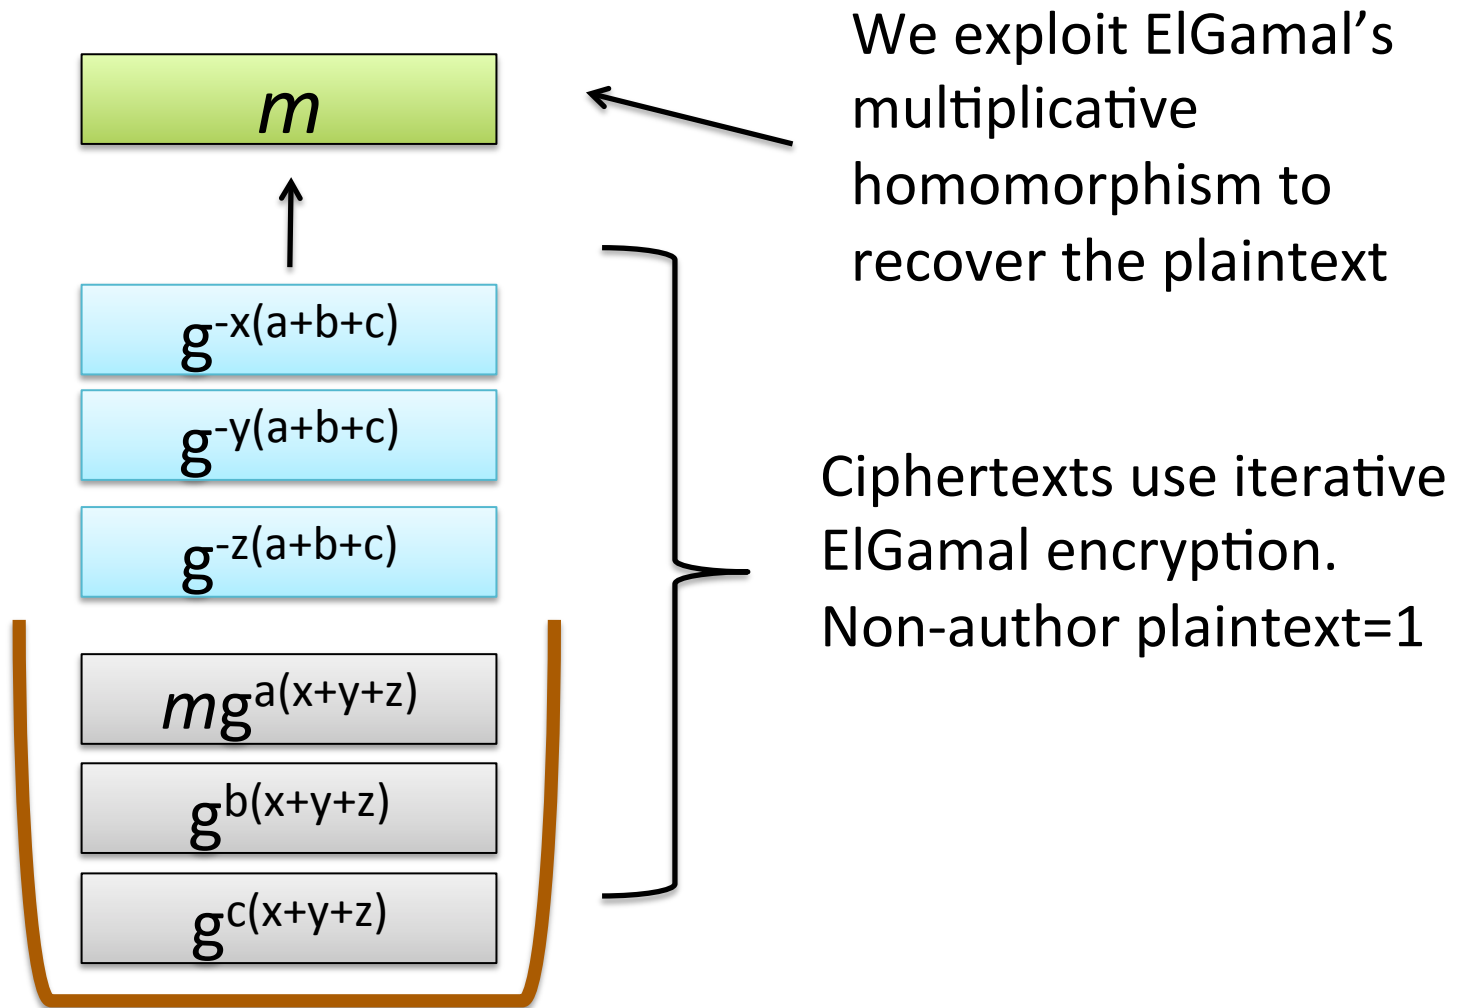 We exploit ElGamal’s
multiplicative
homomorphism to
recover the plaintext
m
g-x(a+b+c)
g-y(a+b+c)
g-z(a+b+c)
Ciphertexts use iterative
ElGamal encryption.
Non-author plaintext=1
mga(x+y+z)
gb(x+y+z)
gc(x+y+z)